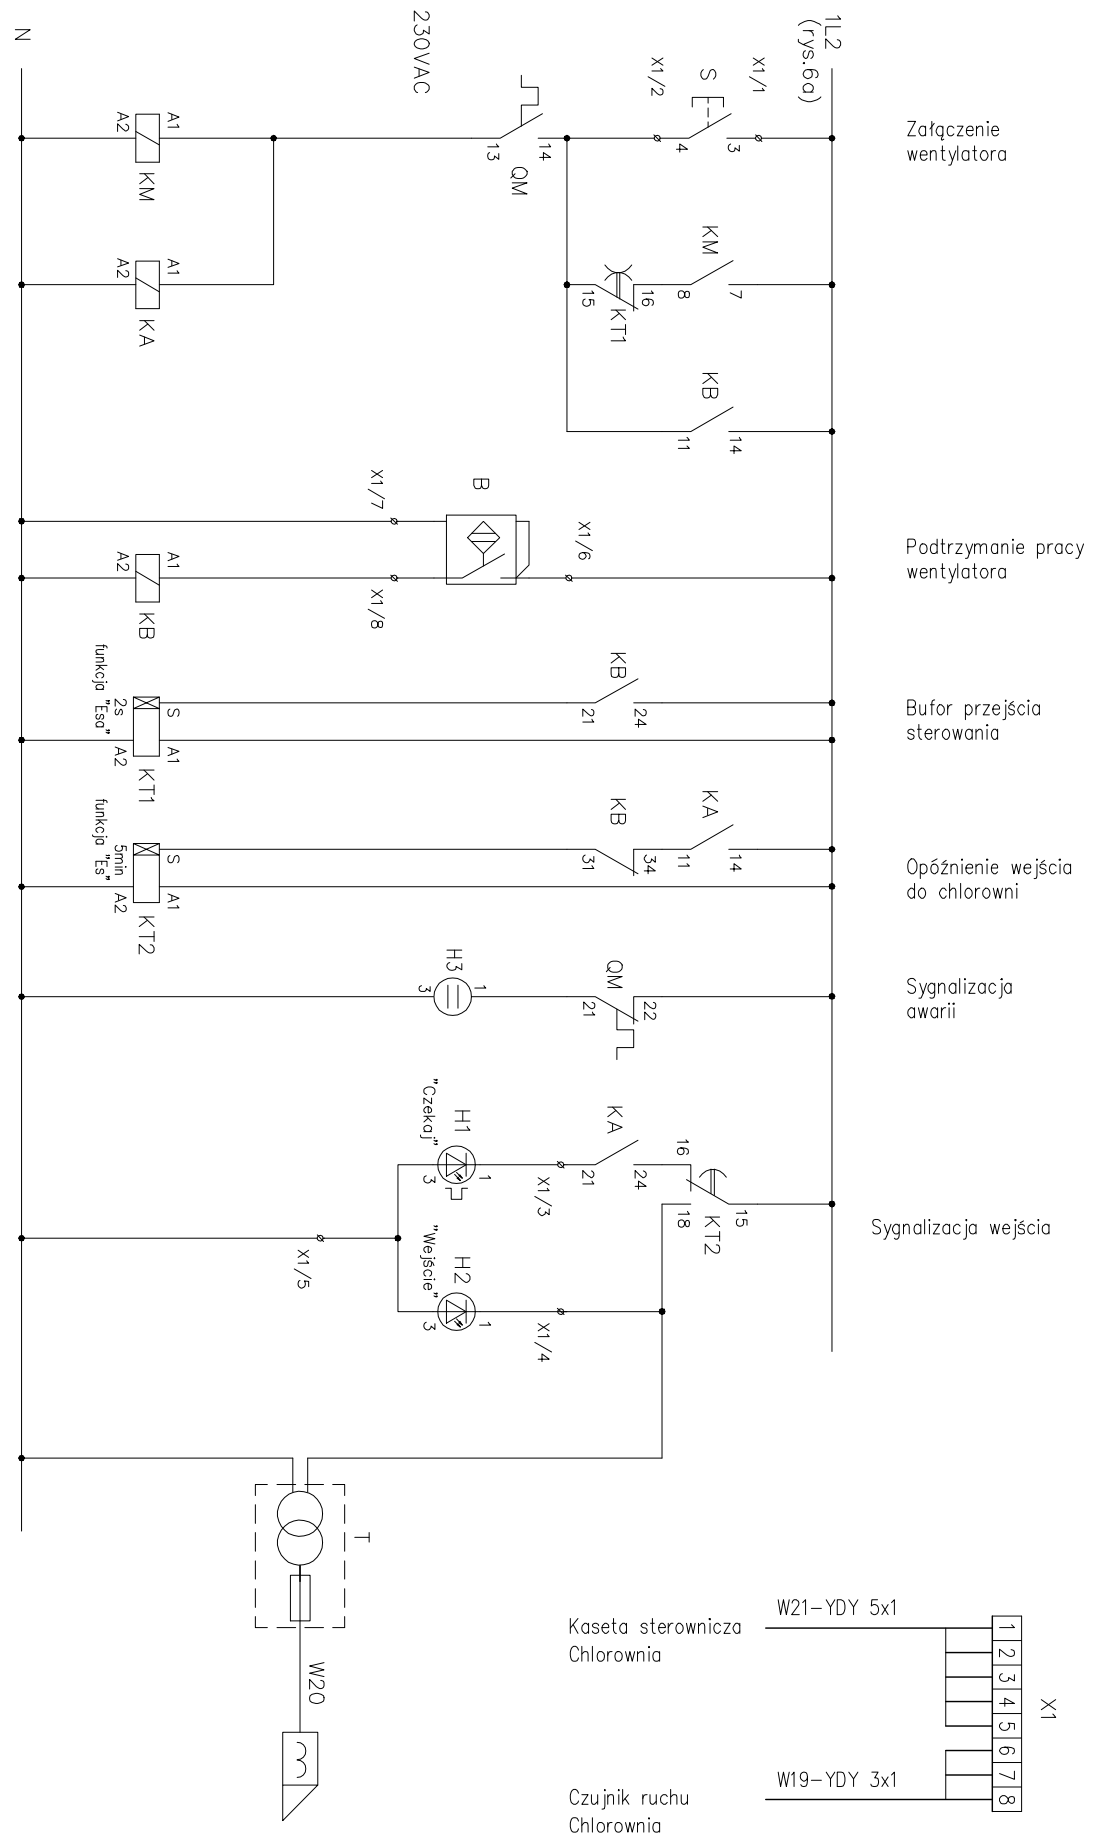 1L2
(rys.6a)
230VAC
N
Załączenie
wentylatora
X1/1
S
X1/2
3
4
14
13
QM
A1
A2
KM
KM
7
8
16
15
KT1
A1
A2
KA
KB
14
11
Podtrzymanie pracy
wentylatora
B
X1/7
X1/6
X1/8
A1
A2
KB
Bufor przejścia
sterowania
KB
24
21
S
2s
funkcja "Esa"
A1
A2
KT1
Opóźnienie wejścia
do chlorowni
KA
14
11
KB
34
31
S
5min
funkcja "Es"
A1
A2
KT2
Sygnalizacja
awarii
QM
22
21
H3
1
3
Sygnalizacja wejścia
16
18
15
KT2
KA
24
21
X1/3
H1
"Czekaj"
1
3
X1/5
H2
"Wejście"
1
3
X1/4
T
W20
X1
1
2
3
4
5
6
7
8
W21-YDY 5x1
Kaseta sterownicza
Chlorownia
W19-YDY 3x1
Czujnik ruchu
Chlorownia